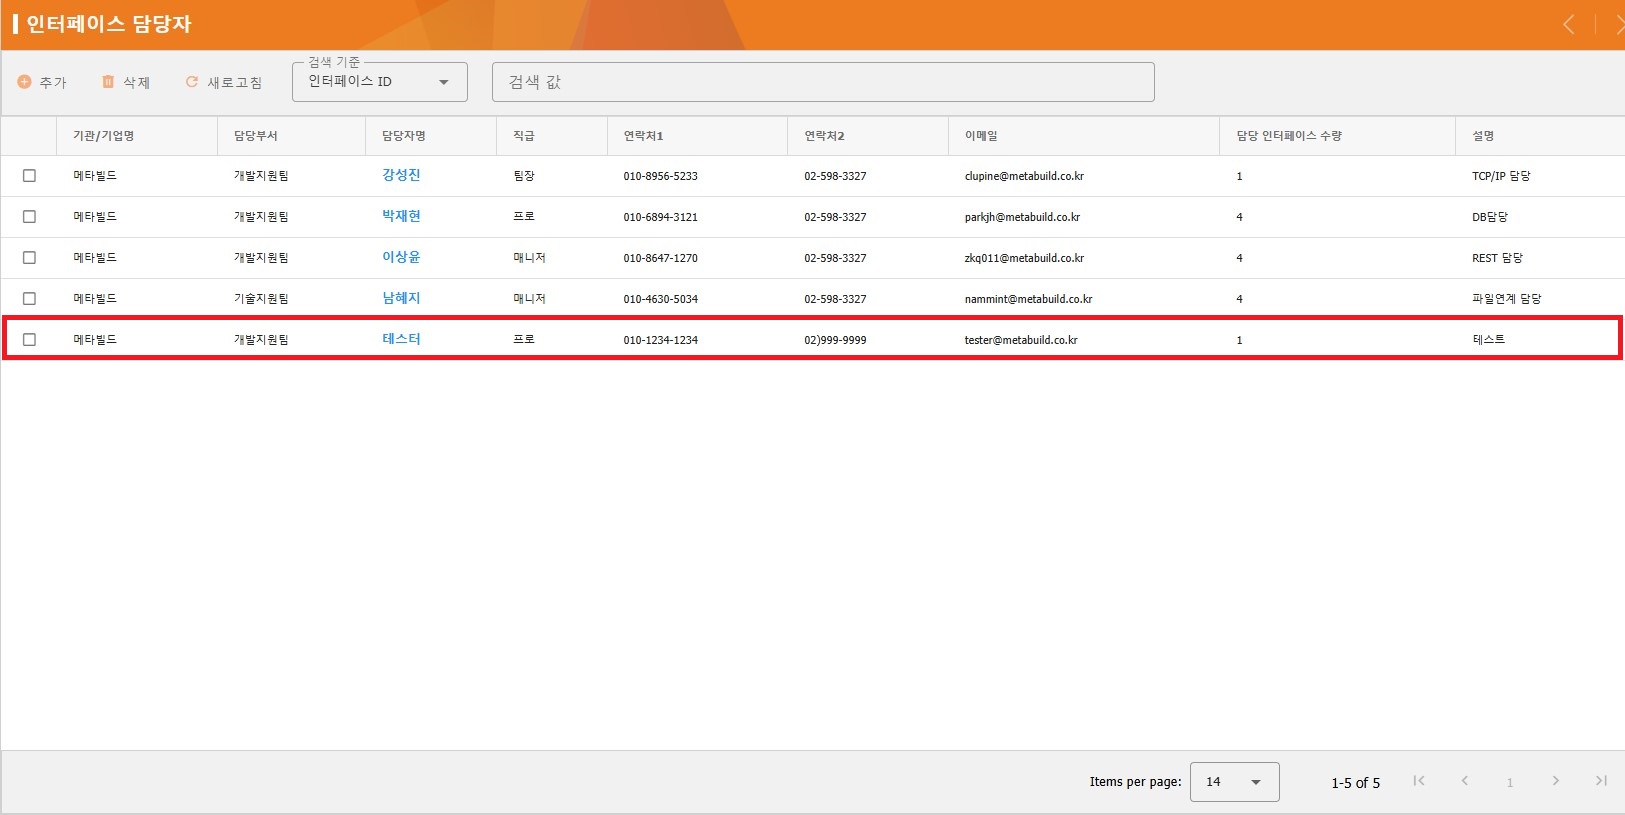 인터페이스 담당자
추가 삭제 새로고침 검색 기준 인터페이스 ID 검색 값
기관/기업명 담당부서 담당자명 직급 연락처1 연락처2 이메일 담당 인터페이스 수량 설명
메타빌드 개발지원팀 강성진 팀장 010-8956-5233 02-598-3327 clupine@metabuild.co.kr 1 TCP/IP 담당
메타빌드 개발지원팀 박재현 프로 010-6894-3121 02-598-3327 parkjh@metabuild.co.kr 4 DB담당
메타빌드 개발지원팀 이상윤 매니저 010-8647-1270 02-598-3327 zkq011@metabuild.co.kr 4 REST 담당
메타빌드 기술지원팀 남혜지 매니저 010-4630-5034 02-598-3327 nammint@metabuild.co.kr 4 파일연계 담당
메타빌드 개발지원팀 테스터 프로 010-1234-1234 02)999-9999 tester@metabuild.co.kr 1 테스트
Items per page: 14 1-5 of 5 1